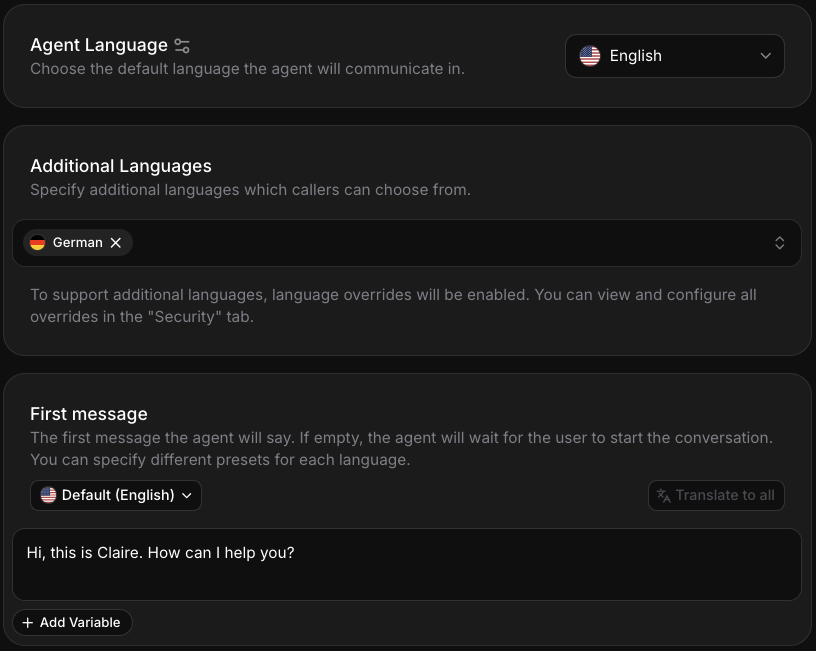 Agent Language
Choose the default language the agent will communicate in.
English
Additional Languages
Specify additional languages which callers can choose from.
German
To support additional languages, language overrides will be enabled. You can view and configure all
overrides in the "Security" tab.
First message
The first message the agent will say. If empty, the agent will wait for the user to start the conversation.
You can specify different presets for each language.
Default (English)
Translate to all
Hi, this is Claire. How can I help you?
Add Variable